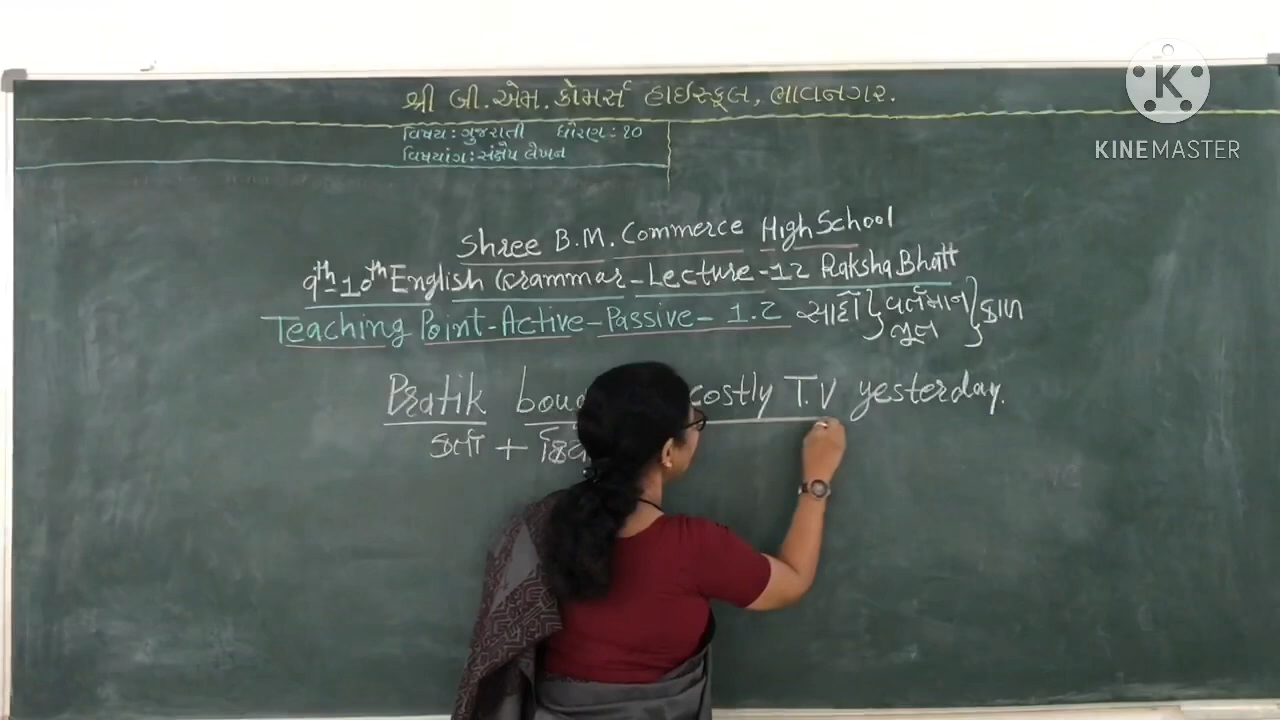 શ્રી બી.એમ. કોમર્સ હાઇસ્કૂલ, ભાવનગર.
વિષય: ગુજરાતી ધોરણ: ૧૦
વિષયાંગ: સંક્ષેપ લેખન
Shree B.M. Commerce High School
9th-10th English Grammar-Lecture-12 Raksha Bhatt
Teaching Point-Active-Passive-1.2 સાદો } વર્તમાન ભૂત } કાળ
Pratik costly T.V yesterday.
કર્તા +
K
KINEMASTER